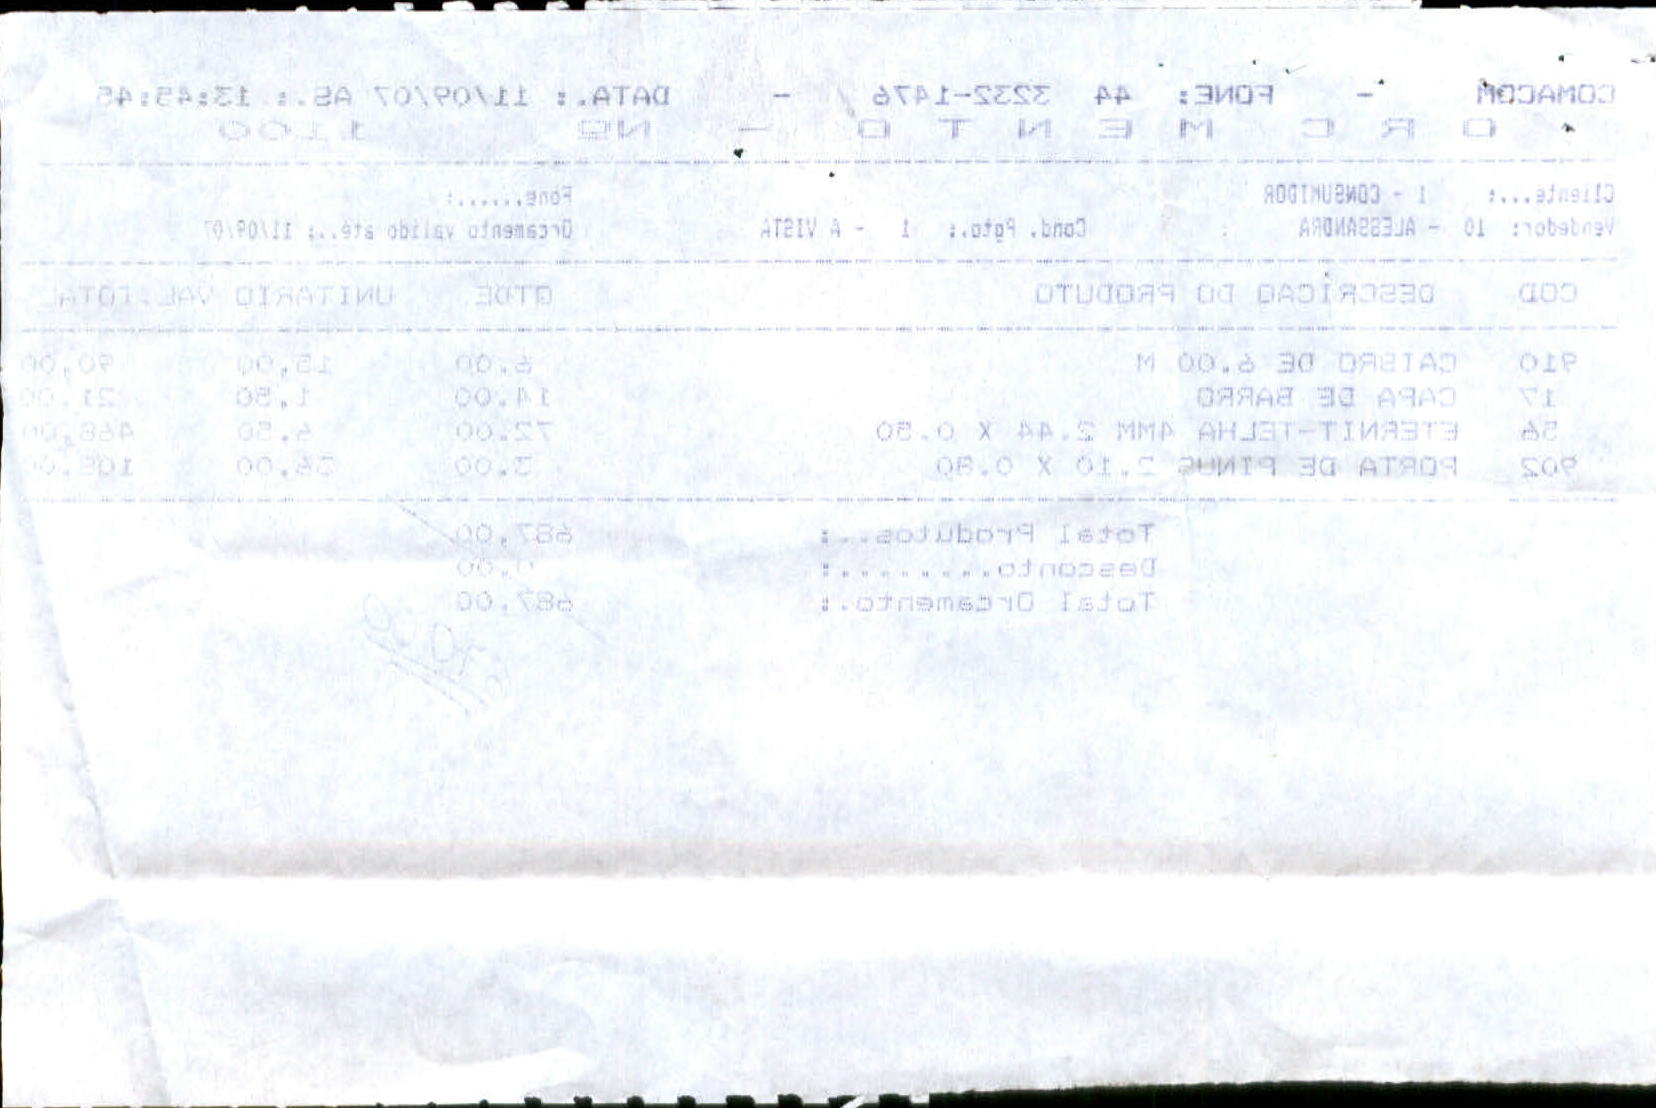 COMACOM - FONE: 44 3232-1476 - DATA.: 11/09/07 AS.: 13:45:45
O R C M E N T O - Nº 1100
Cliente...: 1 - CONSUMIDOR Fone......:
Vendedor: 10 - ALESSANDRA : Cond. Pgto.: 1 - A VISTA Orcamento valido até..: 11/09/07
COD DESCRICAO DO PRODUTO QTDE. UNITARIO VAL.TOTAL
910 CAIBRO DE 6.00 M 6.00 15,00 90,00
17 CAPA DE BARRO 14.00 1,50 21,00
56 ETERNIT-TELHA 4MM 2.44 X 0.50 72.00 6,50 468,00
902 PORTA DE PINUS 2.10 X 0.80 3.00 36,00 108,00
Total Produtos..: 687,00
Desconto.........: 0,00
Total Orcamento.: 687,00